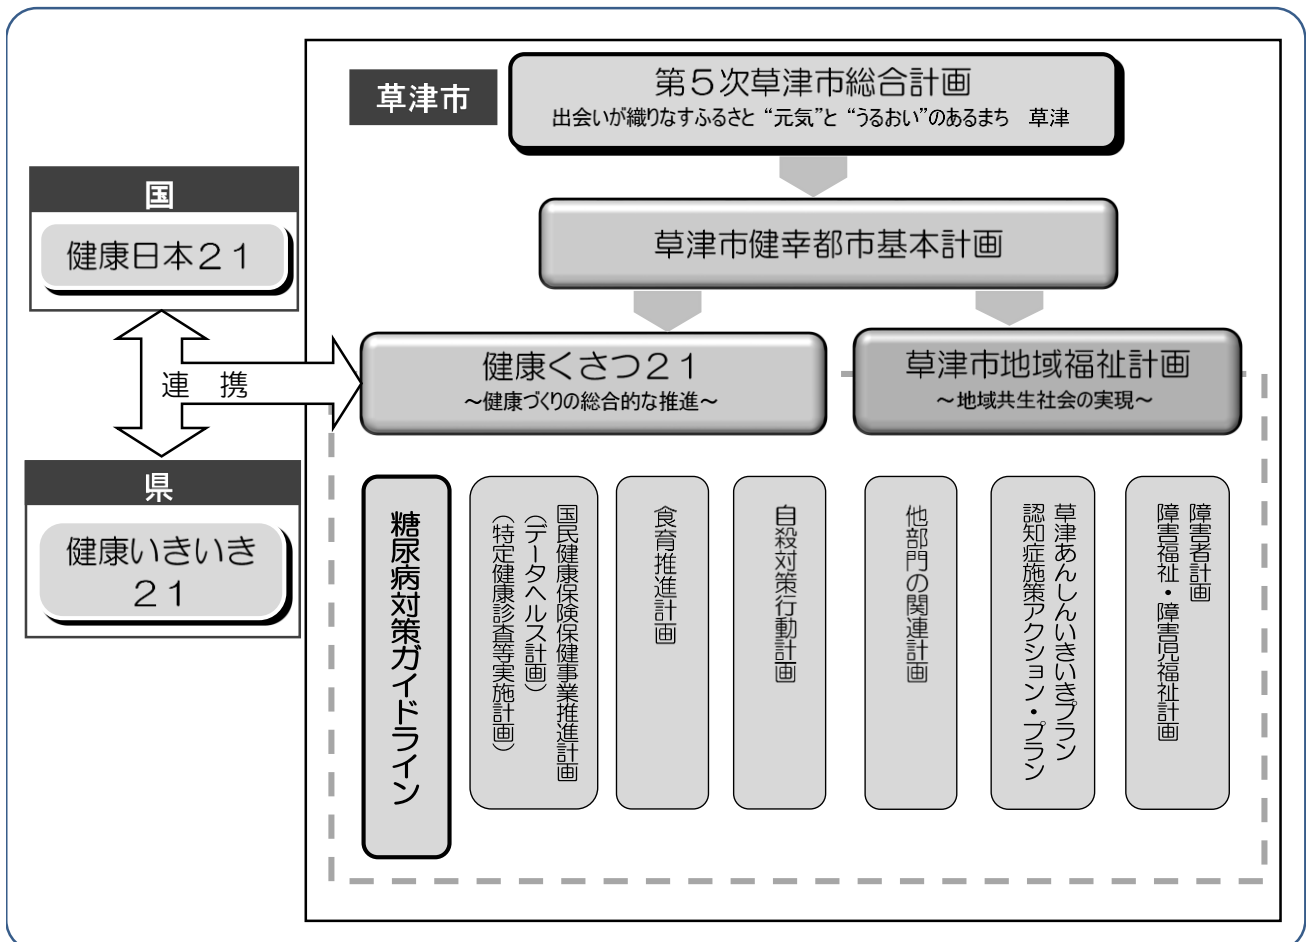 草津市
第５次草津市総合計画
出会いが織りなすふるさと “元気”と “うるおい”のあるまち　草津
国
健康日本２１
草津市健幸都市基本計画
連　携
健康くさつ２１
～健康づくりの総合的な推進～
草津市地域福祉計画
～地域共生社会の実現～
県
健康いきいき
２１
糖尿病対策ガイドライン
国民健康保険保健事業推進計画
（データヘルス計画）
（特定健康診査等実施計画）
食育推進計画
自殺対策行動計画
他部門の関連計画
草津あんしんいきいきプラン
認知症施策アクション・プラン
障害者計画
障害福祉・障害児福祉計画